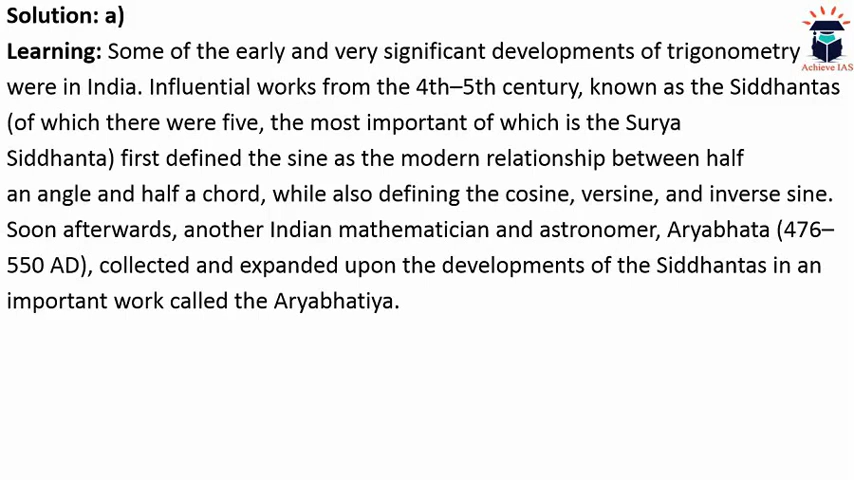 Solution: a)
Learning: Some of the early and very significant developments of trigonometry
were in India. Influential works from the 4th–5th century, known as the Siddhantas
(of which there were five, the most important of which is the Surya
Siddhanta) first defined the sine as the modern relationship between half
an angle and half a chord, while also defining the cosine, versine, and inverse sine.
Soon afterwards, another Indian mathematician and astronomer, Aryabhata (476–
550 AD), collected and expanded upon the developments of the Siddhantas in an
important work called the Aryabhatiya.
Achieve IAS